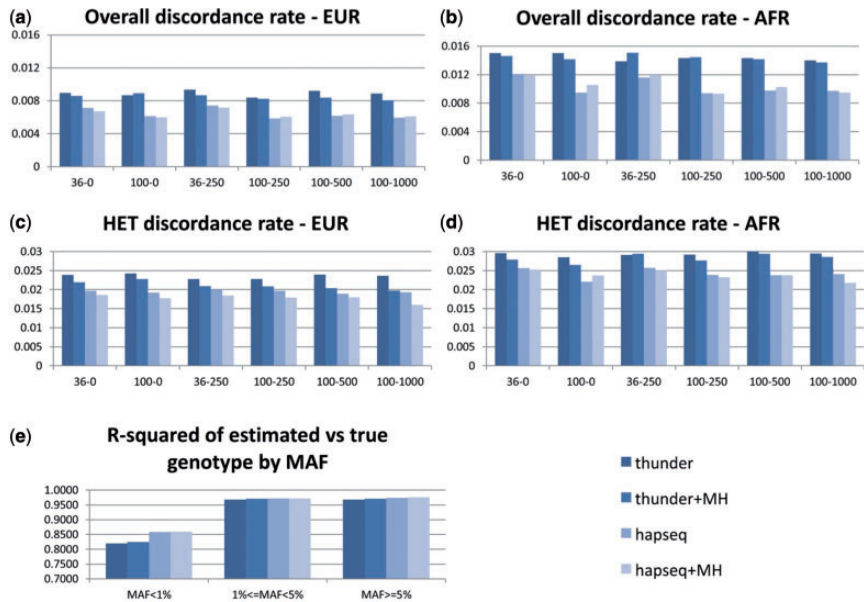 (a) Overall discordance rate - EUR
0.016
0.012
0.008
0.004
0
36-0 100-0 36-250 100-250 100-500 100-1000
(b) Overall discordance rate - AFR
0.016
0.012
0.008
0.004
0
36-0 100-0 36-250 100-250 100-500 100-1000
(c) HET discordance rate - EUR
0.03
0.025
0.02
0.015
0.01
0.005
0
36-0 100-0 36-250 100-250 100-500 100-1000
(d) HET discordance rate - AFR
0.03
0.025
0.02
0.015
0.01
0.005
0
36-0 100-0 36-250 100-250 100-500 100-1000
(e) R-squared of estimated vs true
genotype by MAF
1.0000
0.9500
0.9000
0.8500
0.8000
0.7500
0.7000
MAF<1% 1%<=MAF<5% MAF>=5%
thunder
thunder+MH
hapseq
hapseq+MH